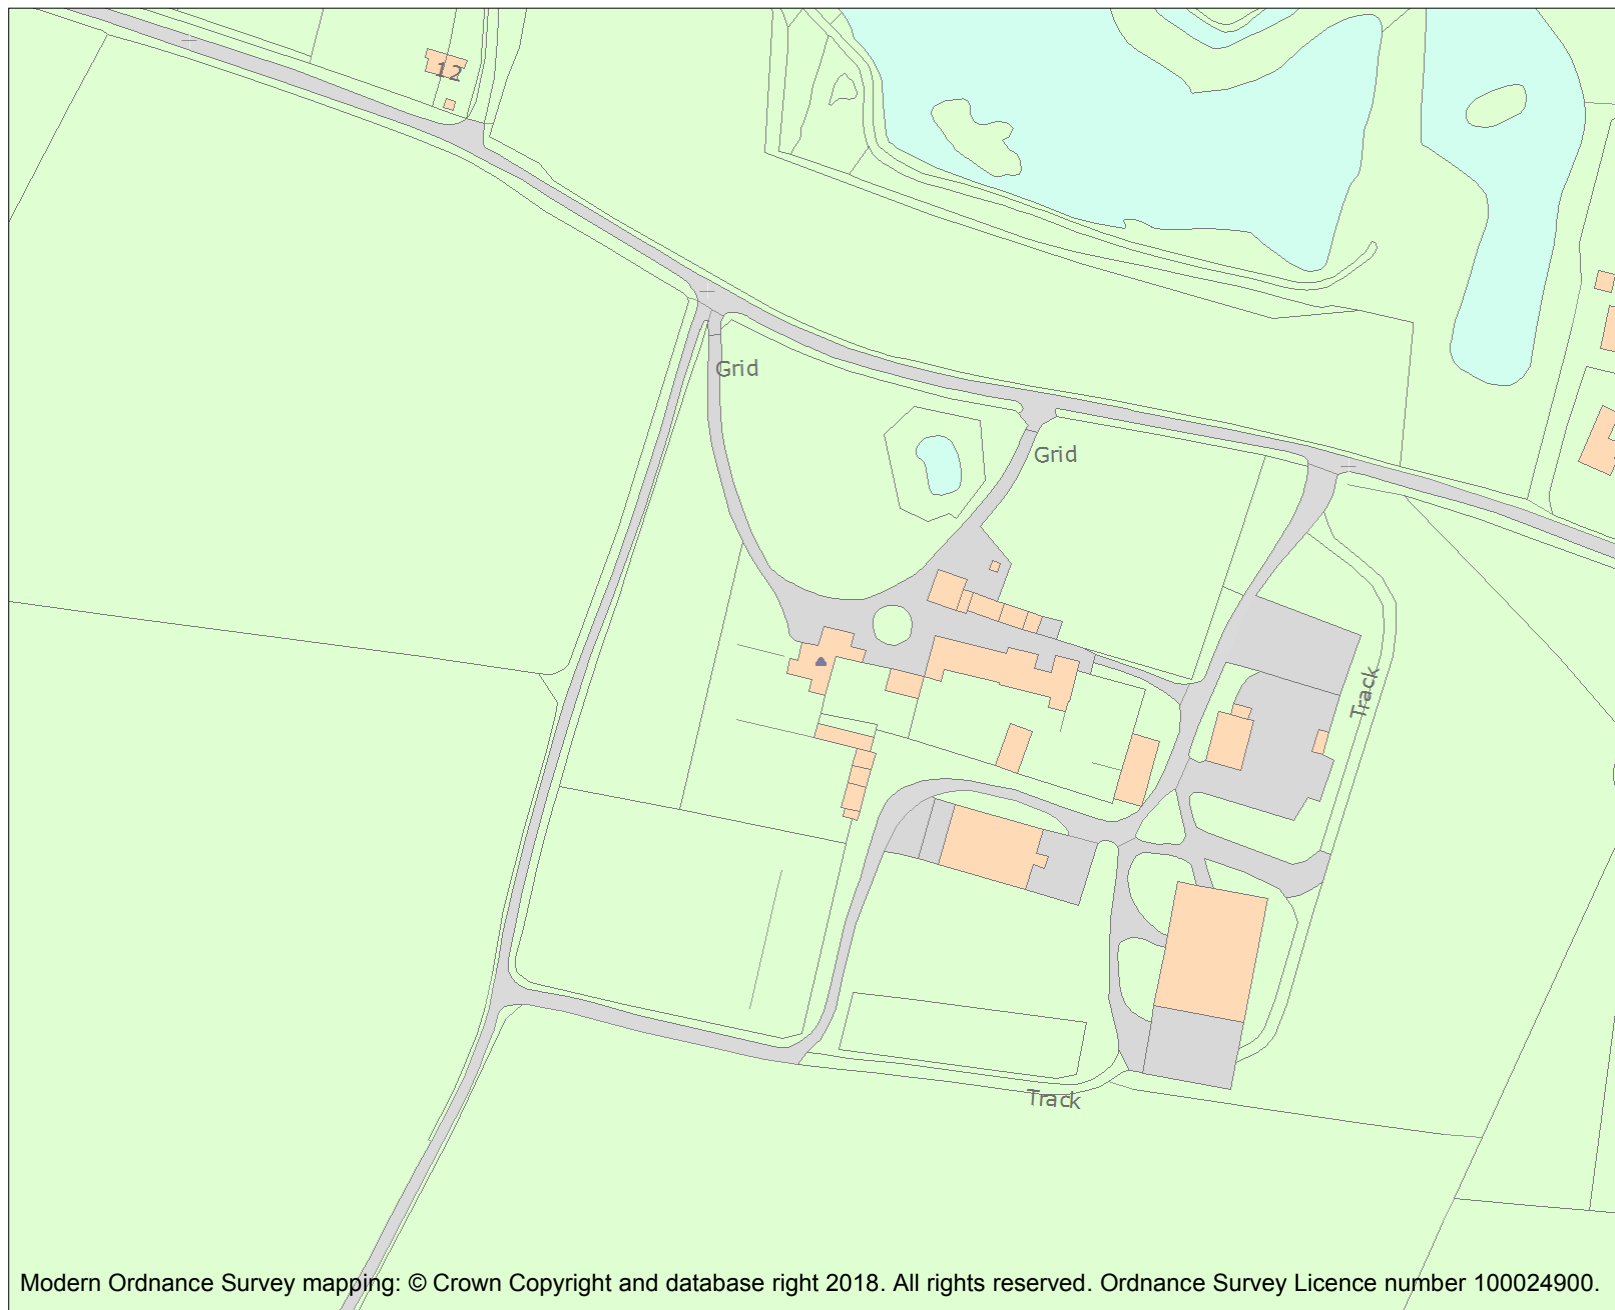 12
Grid
Grid
Track
Track
Modern Ordnance Survey mapping: © Crown Copyright and database right 2018. All rights reserved. Ordnance Survey Licence number 100024900.